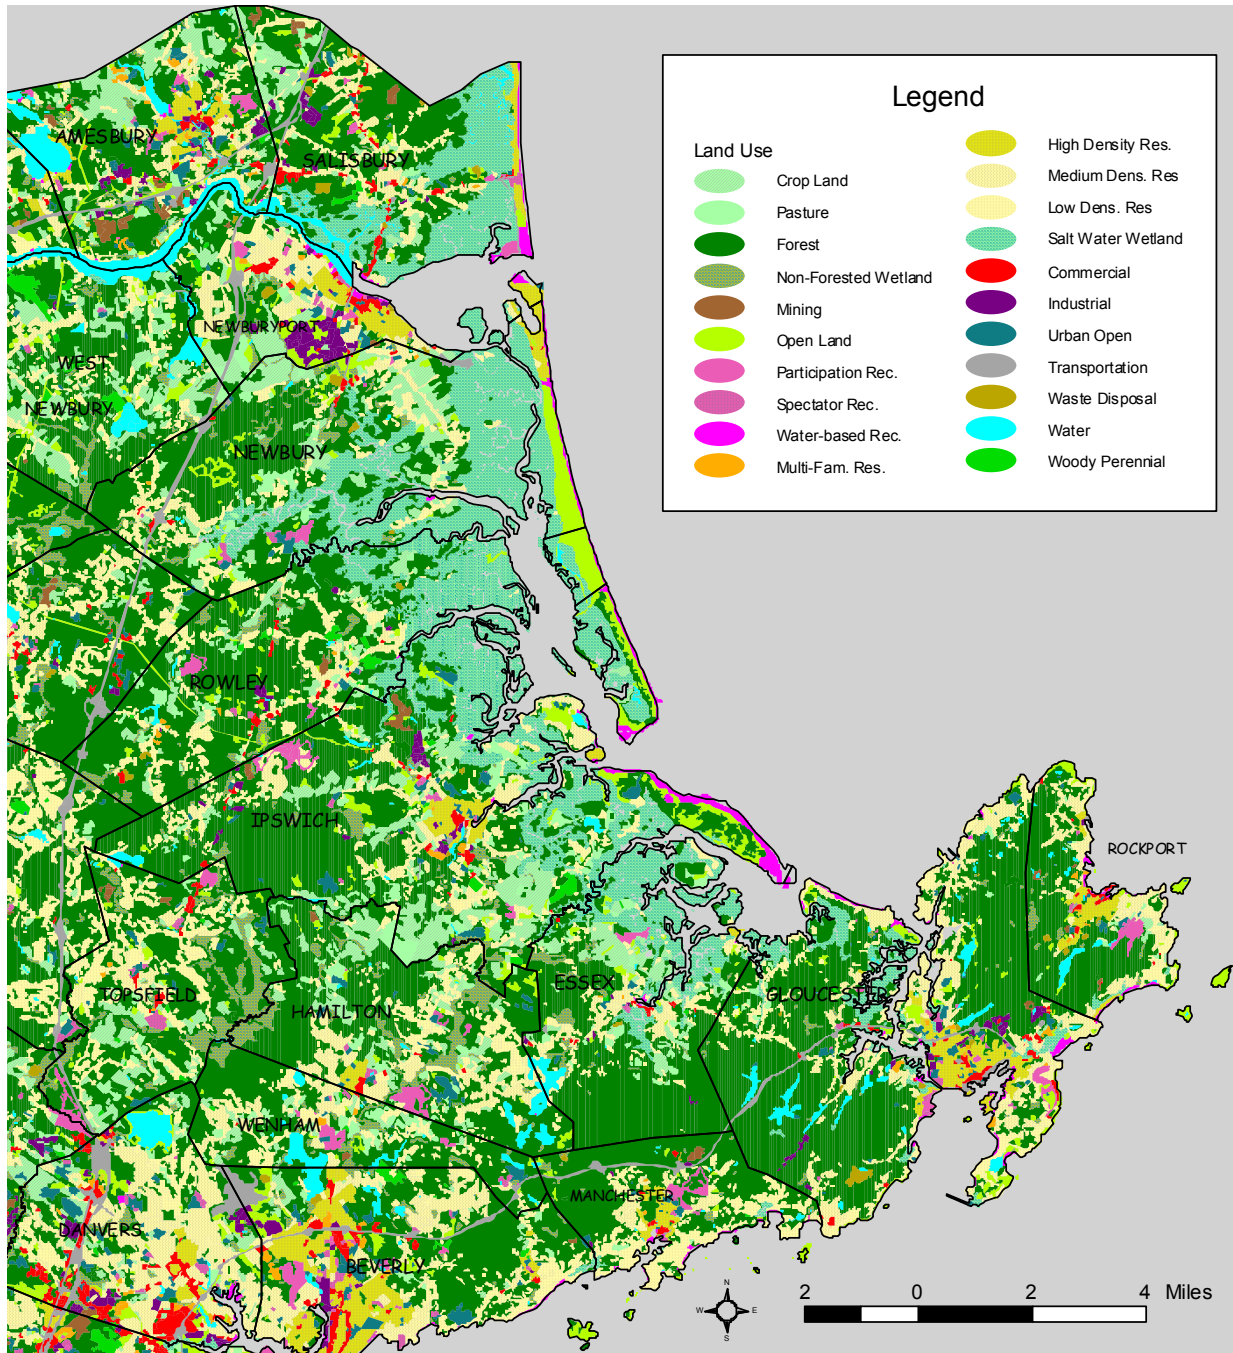 Legend
Land Use
Crop Land
Pasture
Forest
Non-Forested Wetland
Mining
Open Land
Participation Rec.
Spectator Rec.
Water-based Rec.
Multi-Fam. Res.
High Density Res.
Medium Dens. Res
Low Dens. Res
Salt Water Wetland
Commercial
Industrial
Urban Open
Transportation
Waste Disposal
Water
Woody Perennial
AMESBURY
SALISBURY
NEWBURYPORT
WEST
NEWBURY
NEWBURY
ROWLEY
IPSWICH
ROCKPORT
TOPSFIELD
HAMILTON
ESSEX
GLOUCESTER
WENHAM
MANCHESTER
DANVERS
BEVERLY
N
W E
S
2 0 2 4 Miles